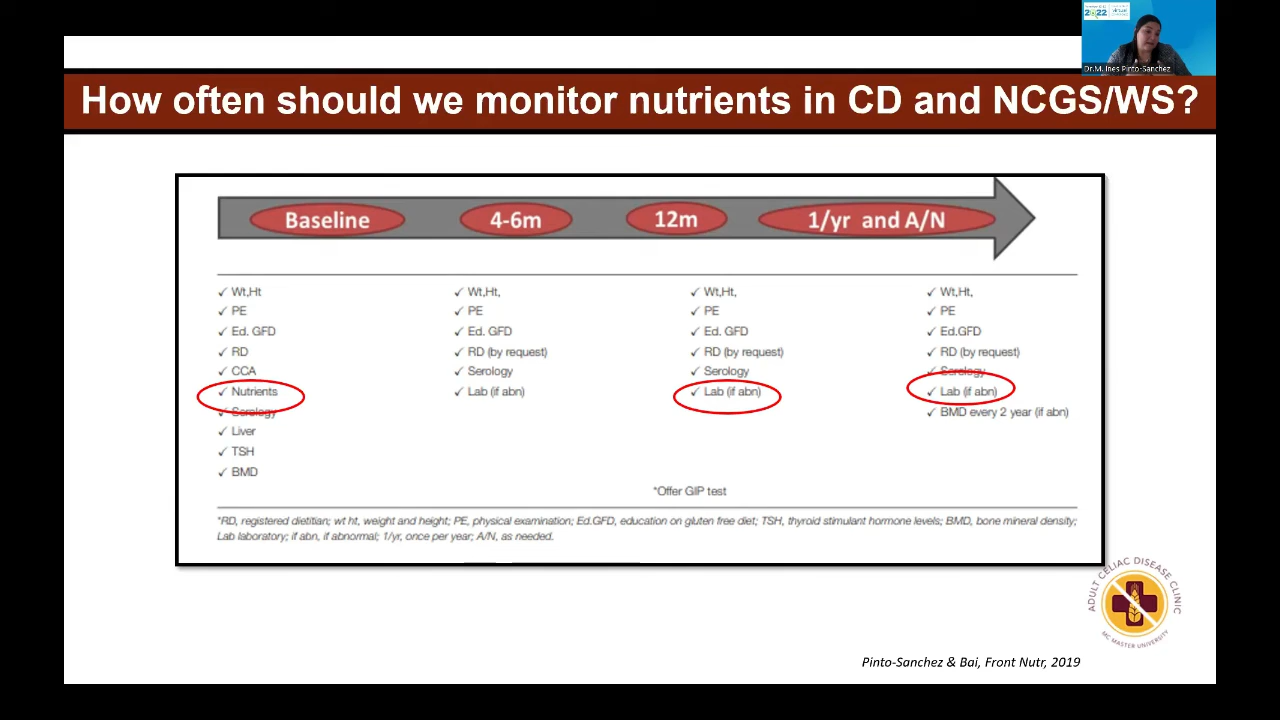 2022
Dr.M. Ines Pinto-Sanchez
How often should we monitor nutrients in CD and NCGS/WS?
Baseline
4-6m
12m
1/yr and A/N
✓ Wt,Ht
✓ PE
✓ Ed. GFD
✓ RD
✓ CCA
✓ Nutrients
✓ Serology
✓ Liver
✓ TSH
✓ BMD
✓ Wt,Ht,
✓ PE
✓ Ed. GFD
✓ RD (by request)
✓ Serology
✓ Lab (if abn)
✓ Wt,Ht,
✓ PE
✓ Ed. GFD
✓ RD (by request)
✓ Serology
✓ Lab (if abn)
✓ Wt,Ht,
✓ PE
✓ Ed.GFD
✓ RD (by request)
✓ Serology
✓ Lab (if abn)
✓ BMD every 2 year (if abn)
*Offer GIP test
*RD, registered dietitian; wt ht, weight and height; PE, physical examination; Ed.GFD, education on gluten free diet; TSH, thyroid stimulant hormone levels; BMD, bone mineral density;
Lab laboratory; if abn, if abnormal; 1/yr, once per year; A/N, as needed.
ADULT CELIAC DISEASE CLINIC
MC MASTER UNIVERSITY
Pinto-Sanchez & Bai, Front Nutr, 2019